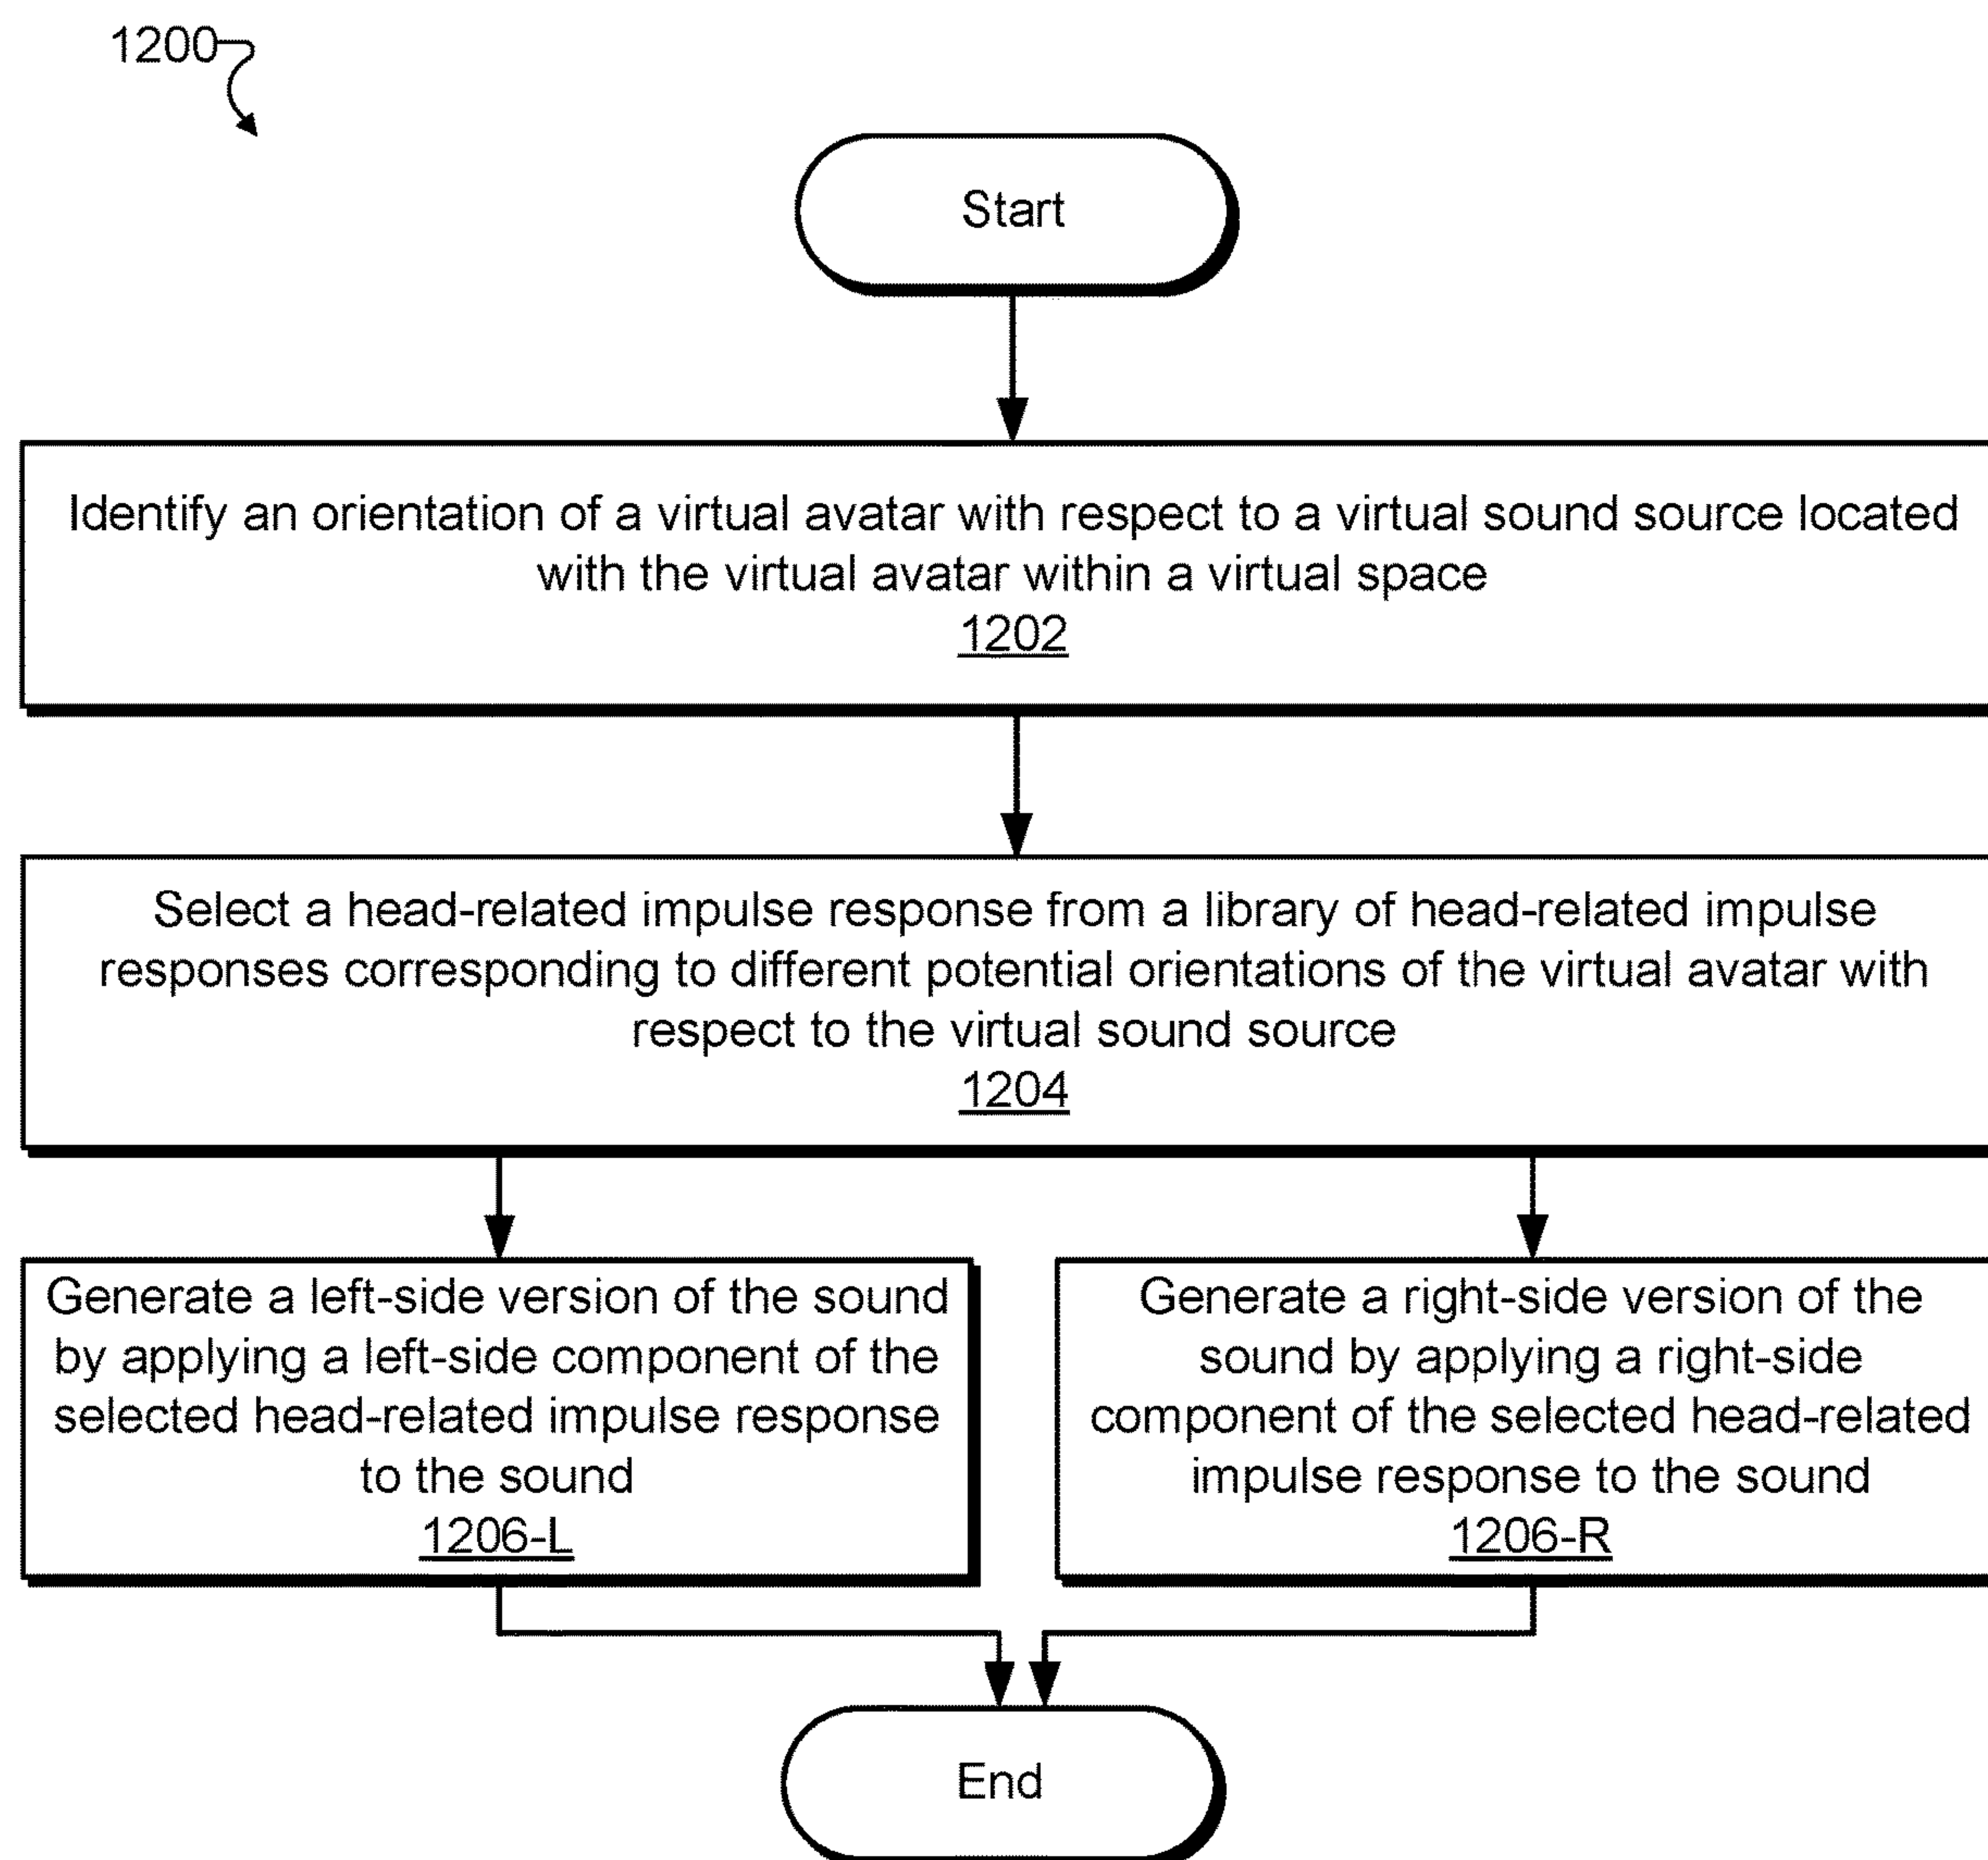 1200
Start
Identify an orientation of a virtual avatar with respect to a virtual sound source located
with the virtual avatar within a virtual space
1202
Select a head-related impulse response from a library of head-related impulse
responses corresponding to different potential orientations of the virtual avatar with
respect to the virtual sound source
1204
Generate a left-side version of the sound
by applying a left-side component of the
selected head-related impulse response
to the sound
1206-L
Generate a right-side version of the
sound by applying a right-side
component of the selected head-related
impulse response to the sound
1206-R
End